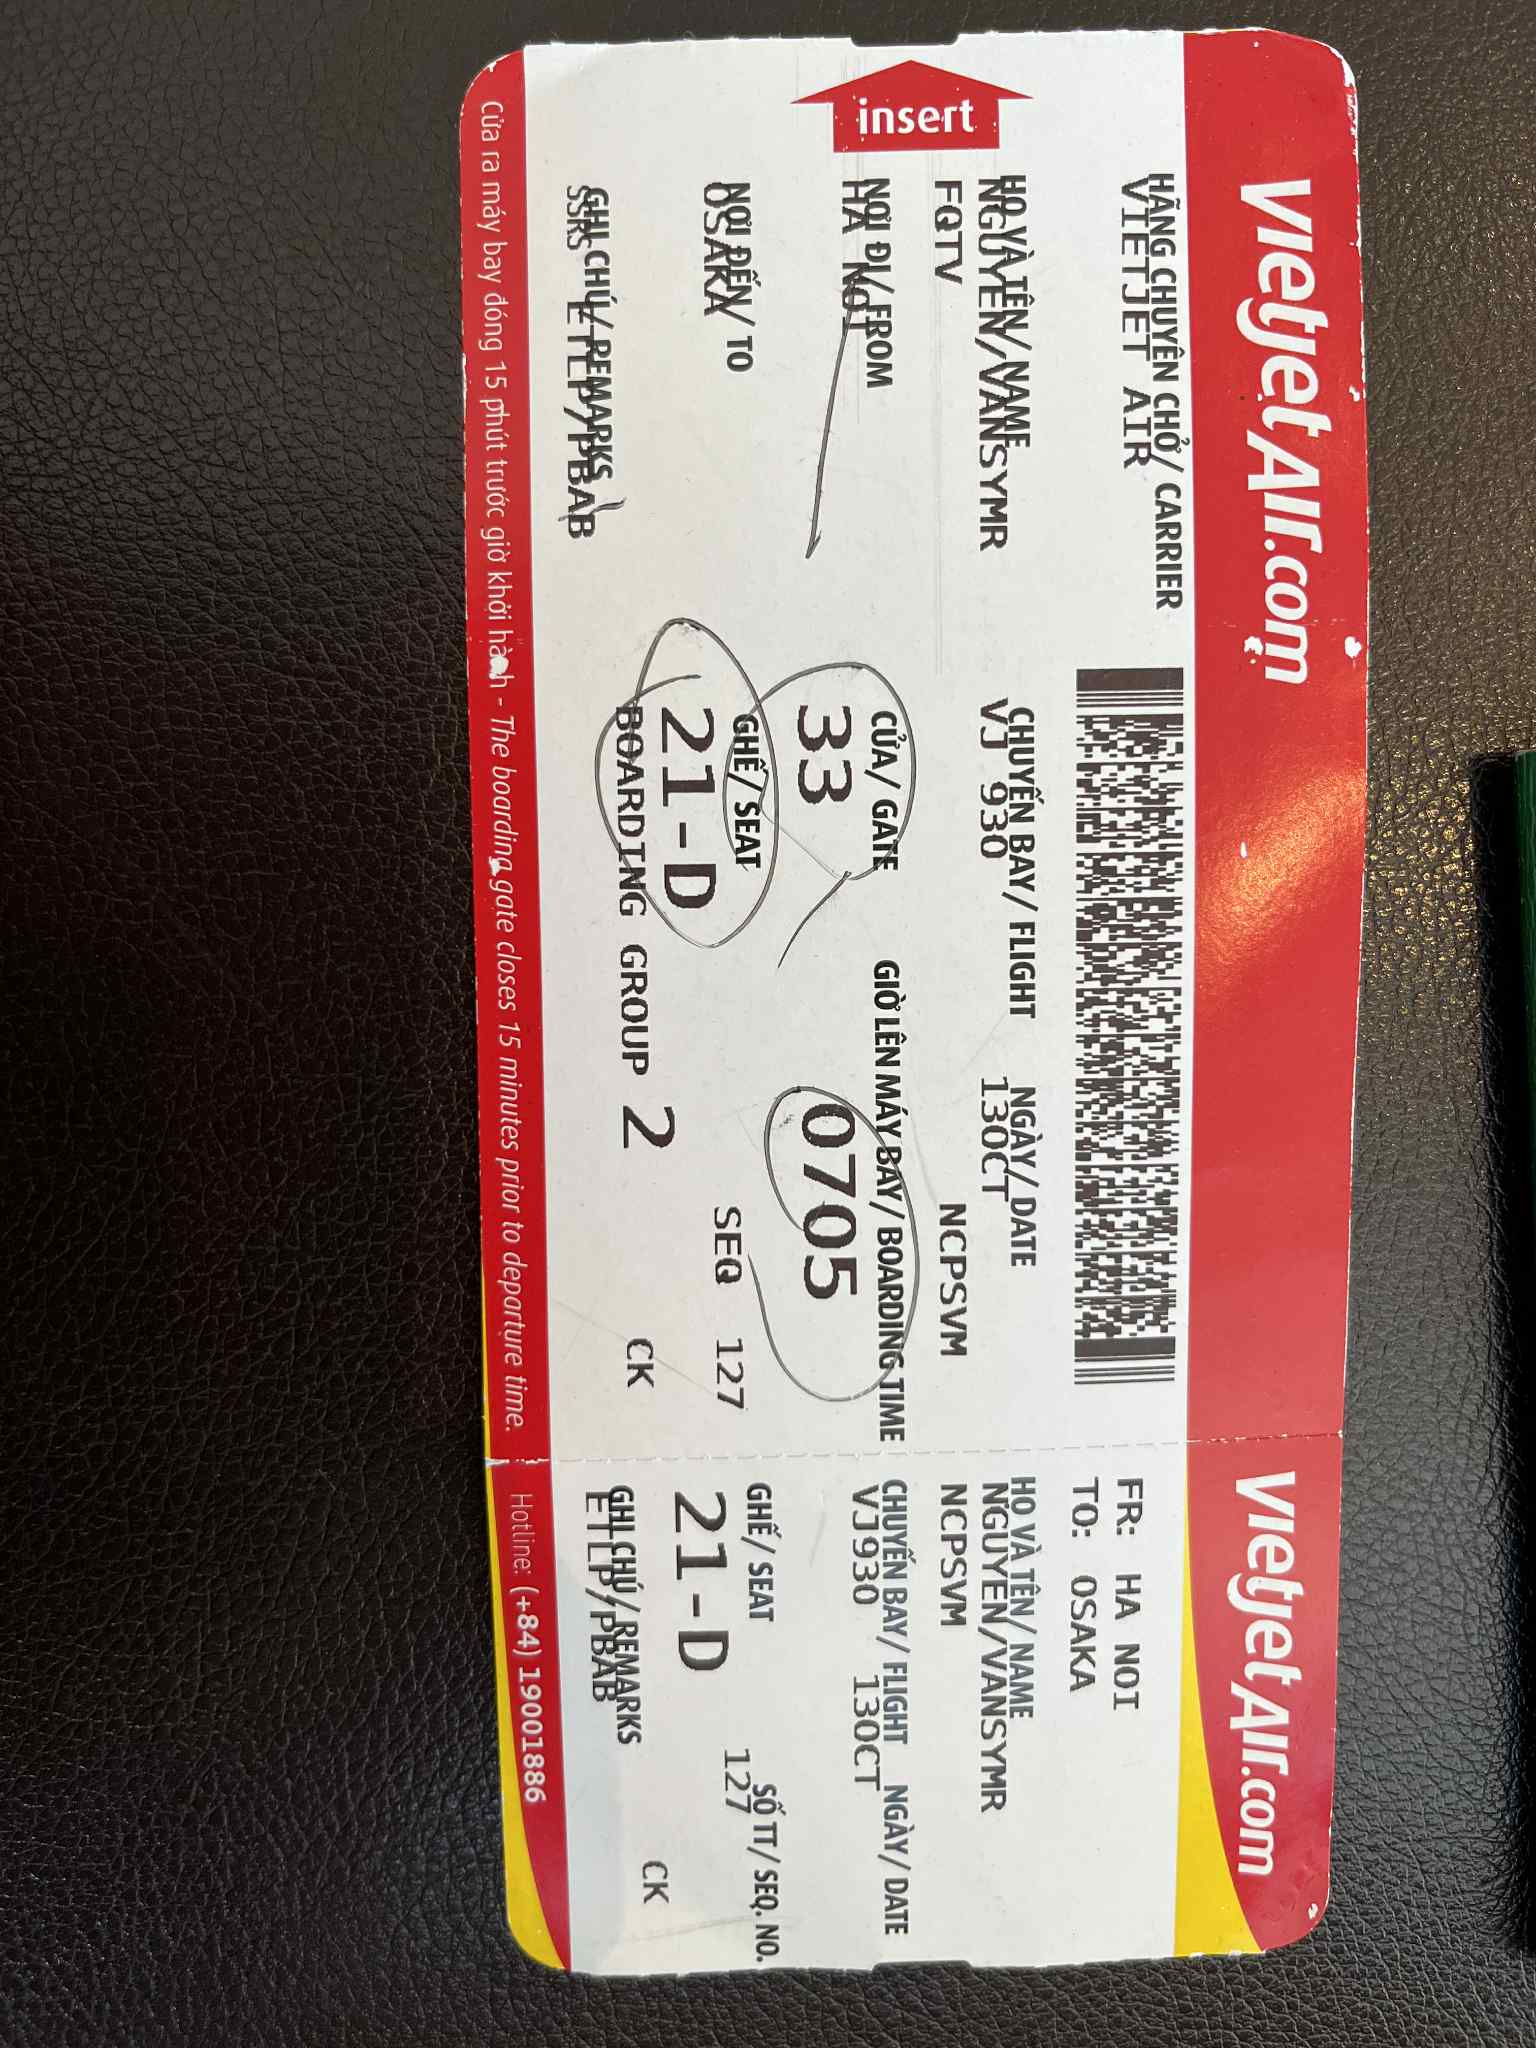 VietjetAir.com
HÃNG CHUYÊN CHỞ/ CARRIER
VIETJET AIR
insert
HỌ VÀ TÊN/ NAME
NGUYEN/VANSYMR
CHUYẾN BAY/ FLIGHT
VJ 930
NGÀY/ DATE
13OCT
FQTV
NCPSVM
NƠI ĐI/ FROM
HA NOI
CỬA/ GATE
33
GIỜ LÊN MÁY BAY/ BOARDING TIME
0705
NƠI ĐẾN/ TO
OSAKA
GHẾ/ SEAT
21-D
SEQ 127
GHI CHÚ/ REMARKS
SSRS ETLP/PBAB
BOARDING GROUP 2
CK
Cửa ra máy bay đóng 15 phút trước giờ khởi hành - The boarding gate closes 15 minutes prior to departure time.
VietjetAir.com
FR: HA NOI
TO: OSAKA
HỌ VÀ TÊN/ NAME
NGUYEN/VANSYMR
NCPSVM
CHUYẾN BAY/ FLIGHT NGÀY/ DATE
VJ930 13OCT
GHẾ/ SEAT
21-D
SỐ TT/ SEQ. NO.
127
GHI CHÚ/ REMARKS
ETLP/PBAB
CK
Hotline: (+84) 19001886